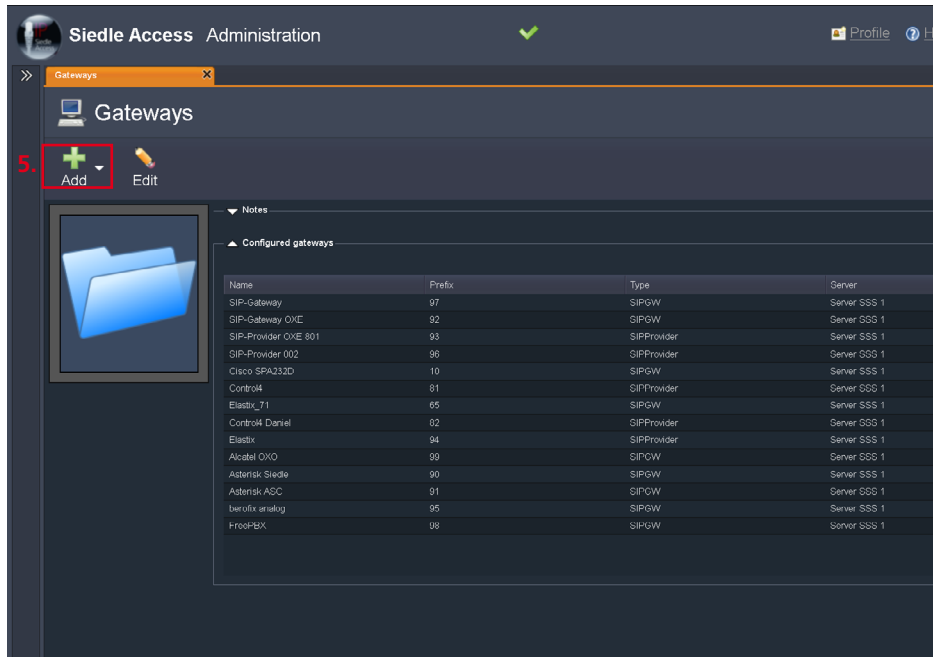 Siedle Access Administration
Profile
Gateways
Gateways
5.
Add
Edit
Notes
Configured gateways
Name Prefix Type Server
SIP-Gateway 97 SIPGW Server SSS 1
SIP-Gateway OXE 92 SIPGW Server SSS 1
SIP-Provider OXE 801 93 SIPProvider Server SSS 1
SIP-Provider 002 96 SIPProvider Server SSS 1
Cisco SPA232D 10 SIPGW Server SSS 1
Control4 81 SIPProvider Server SSS 1
Elastix_71 65 SIPGW Server SSS 1
Control4 Daniel 82 SIPProvider Server SSS 1
Elastix 94 SIPProvider Server SSS 1
Alcatel OXO 99 SIPGW Server SSS 1
Asterisk Siedle 90 SIPGW Server SSS 1
Asterisk ASC 91 SIPGW Server SSS 1
berofix analog 95 SIPGW Server SSS 1
FreePBX 98 SIPGW Server SSS 1